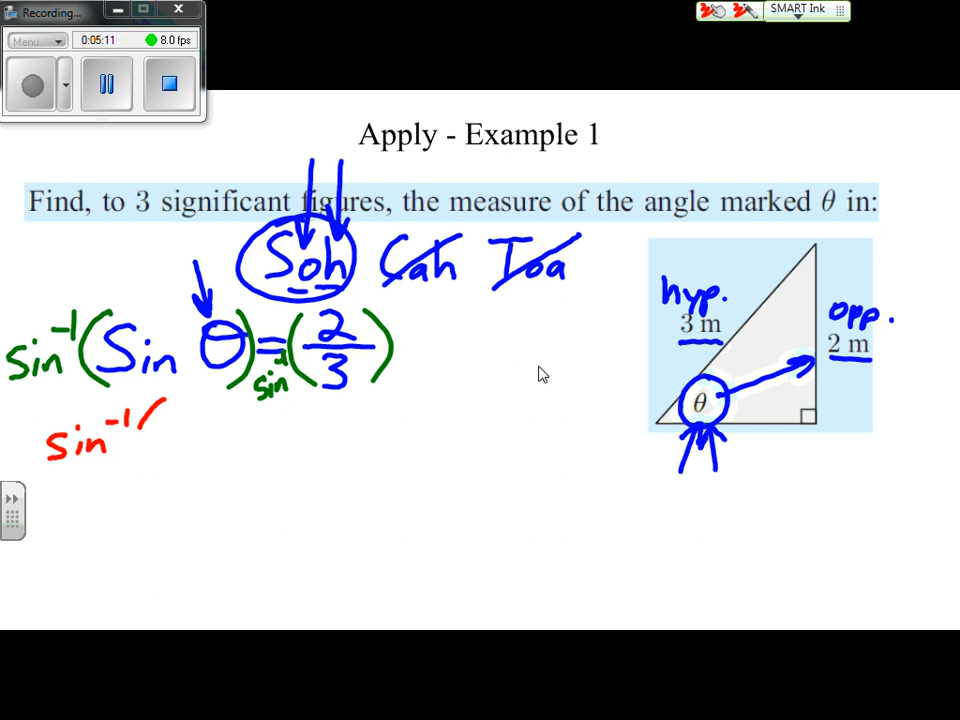 Recording...
SMART Ink
Menu
0:05:11
8.0 fps
Apply - Example 1
Find, to 3 significant figures, the measure of the angle marked θ in:
Soh Cah Toa
hyp.
3 m
opp.
2 m
sin⁻¹(Sin θ) = sin⁻¹(2/3)
θ
sin⁻¹(